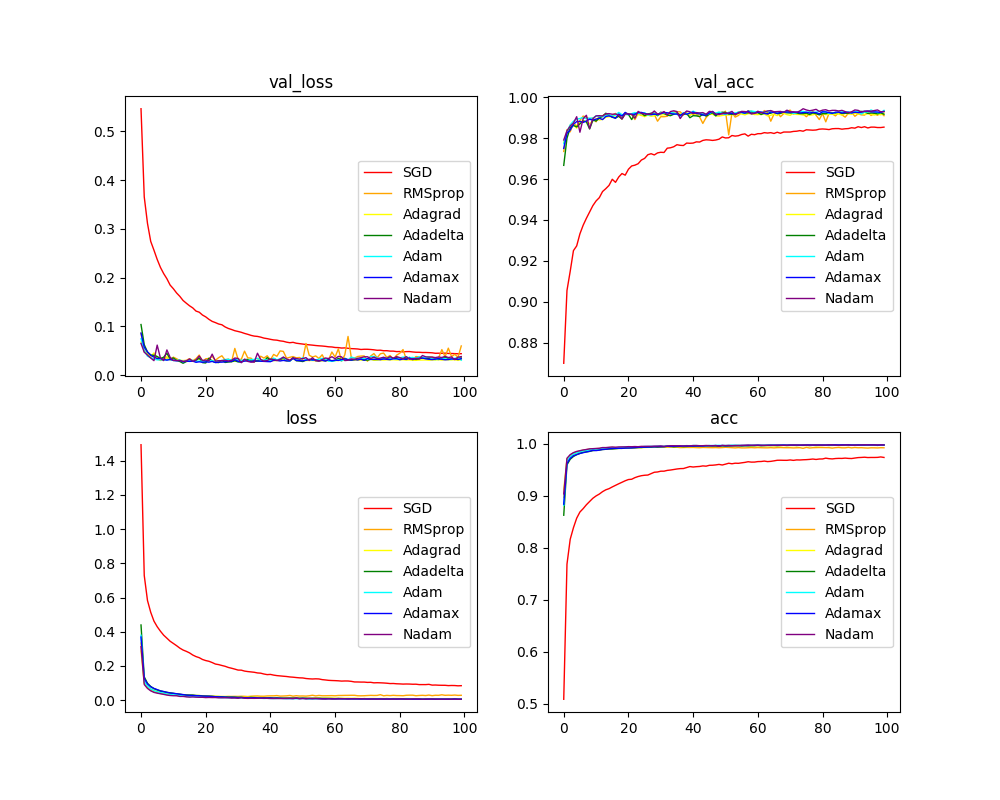 val_loss
0.5
0.4
0.3
0.2
0.1
0.0
0 20 40 60 80 100
SGD
RMSprop
Adagrad
Adadelta
Adam
Adamax
Nadam
val_acc
1.00
0.98
0.96
0.94
0.92
0.90
0.88
0 20 40 60 80 100
SGD
RMSprop
Adagrad
Adadelta
Adam
Adamax
Nadam
loss
1.4
1.2
1.0
0.8
0.6
0.4
0.2
0.0
0 20 40 60 80 100
SGD
RMSprop
Adagrad
Adadelta
Adam
Adamax
Nadam
acc
1.0
0.9
0.8
0.7
0.6
0.5
0 20 40 60 80 100
SGD
RMSprop
Adagrad
Adadelta
Adam
Adamax
Nadam